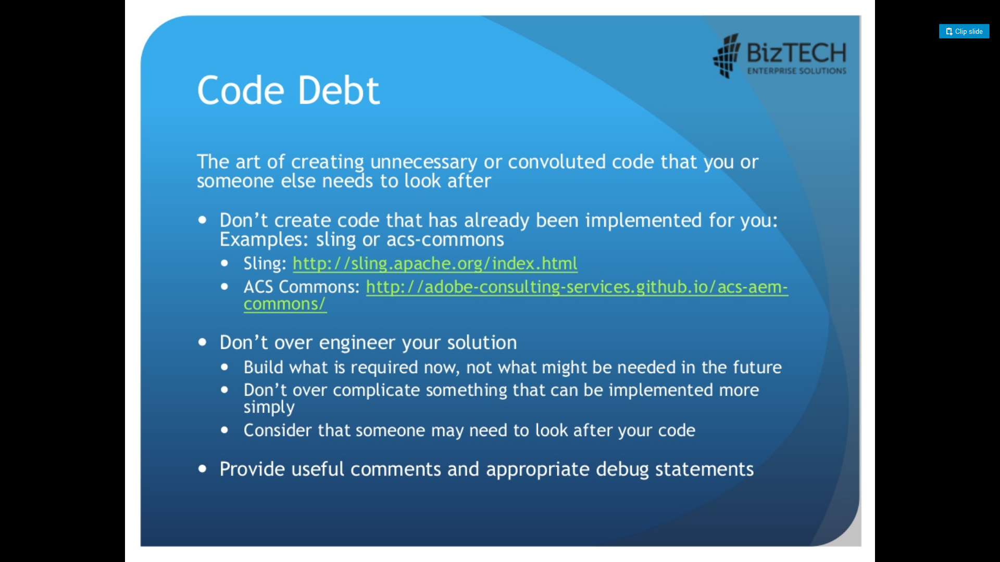 Clip slide
BizTECH
ENTERPRISE SOLUTIONS
Code Debt
The art of creating unnecessary or convoluted code that you or
someone else needs to look after
• Don’t create code that has already been implemented for you:
Examples: sling or acs-commons
• Sling: http://sling.apache.org/index.html
• ACS Commons: http://adobe-consulting-services.github.io/acs-aem-
commons/
• Don’t over engineer your solution
• Build what is required now, not what might be needed in the future
• Don’t over complicate something that can be implemented more
simply
• Consider that someone may need to look after your code
• Provide useful comments and appropriate debug statements